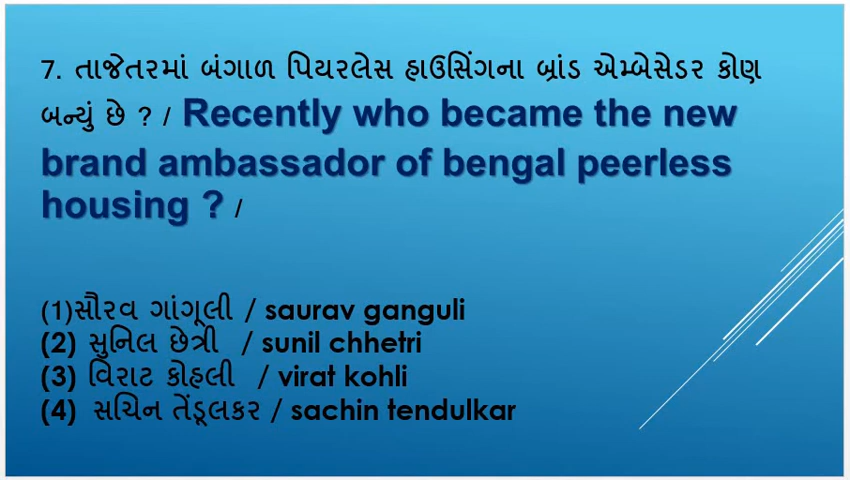 7. તાજેતરમાં બંગાળ પિયરલેસ હાઉસિંગના બ્રાંડ એમ્બેસેડર કોણ
બન્યું છે ? / Recently who became the new
brand ambassador of bengal peerless
housing ? /
(1)સૌરવ ગાંગૂલી / saurav ganguli
(2) સુનિલ છેત્રી / sunil chhetri
(3) વિરાટ કોહલી / virat kohli
(4) સચિન તેંડૂલકર / sachin tendulkar